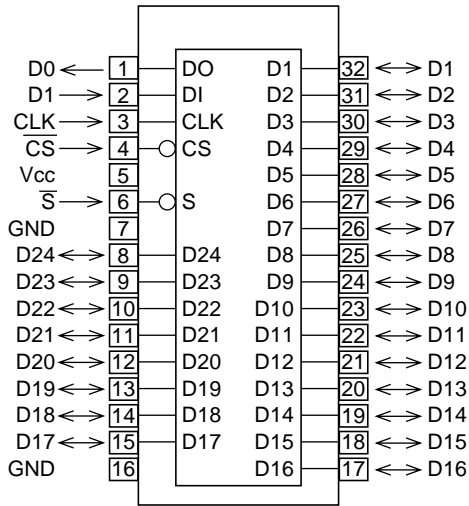 D0 1 DO D1 32 D1
D1 2 DI D2 31 D2
CLK 3 CLK D3 30 D3
CS 4 CS D4 29 D4
Vcc 5 D5 28 D5
S 6 S D6 27 D6
GND 7 D7 26 D7
D24 8 D24 D8 25 D8
D23 9 D23 D9 24 D9
D22 10 D22 D10 23 D10
D21 11 D21 D11 22 D11
D20 12 D20 D12 21 D12
D19 13 D19 D13 20 D13
D18 14 D18 D14 19 D14
D17 15 D17 D15 18 D15
GND 16 D16 17 D16